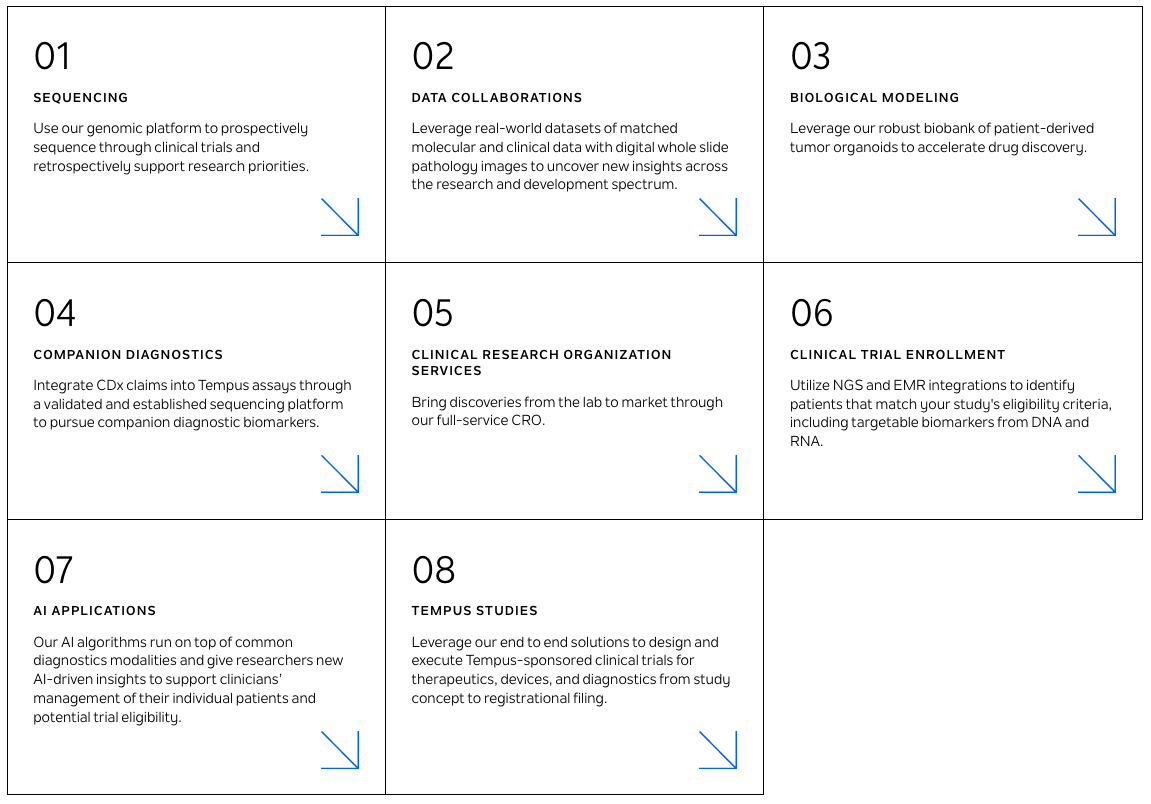 01
SEQUENCING
Use our genomic platform to prospectively
sequence through clinical trials and
retrospectively support research priorities.
02
DATA COLLABORATIONS
Leverage real-world datasets of matched
molecular and clinical data with digital whole slide
pathology images to uncover new insights across
the research and development spectrum.
03
BIOLOGICAL MODELING
Leverage our robust biobank of patient-derived
tumor organoids to accelerate drug discovery.
04
COMPANION DIAGNOSTICS
Integrate CDx claims into Tempus assays through
a validated and established sequencing platform
to pursue companion diagnostic biomarkers.
05
CLINICAL RESEARCH ORGANIZATION
SERVICES
Bring discoveries from the lab to market through
our full-service CRO.
06
CLINICAL TRIAL ENROLLMENT
Utilize NGS and EMR integrations to identify
patients that match your study's eligibility criteria,
including targetable biomarkers from DNA and
RNA.
07
AI APPLICATIONS
Our AI algorithms run on top of common
diagnostics modalities and give researchers new
AI-driven insights to support clinicians'
management of their individual patients and
potential trial eligibility.
08
TEMPUS STUDIES
Leverage our end to end solutions to design and
execute Tempus-sponsored clinical trials for
therapeutics, devices, and diagnostics from study
concept to registrational filing.